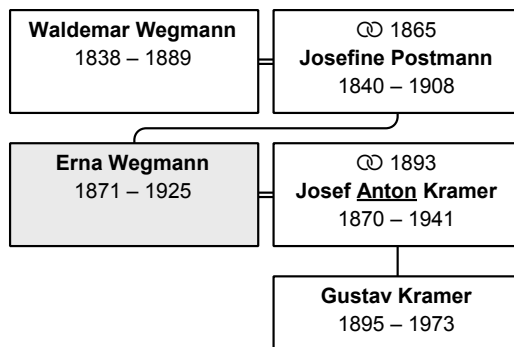 Waldemar Wegmann
1838 – 1889
⚭ 1865
Josefine Postmann
1840 – 1908
Erna Wegmann
1871 – 1925
⚭ 1893
Josef Anton Kramer
1870 – 1941
Gustav Kramer
1895 – 1973